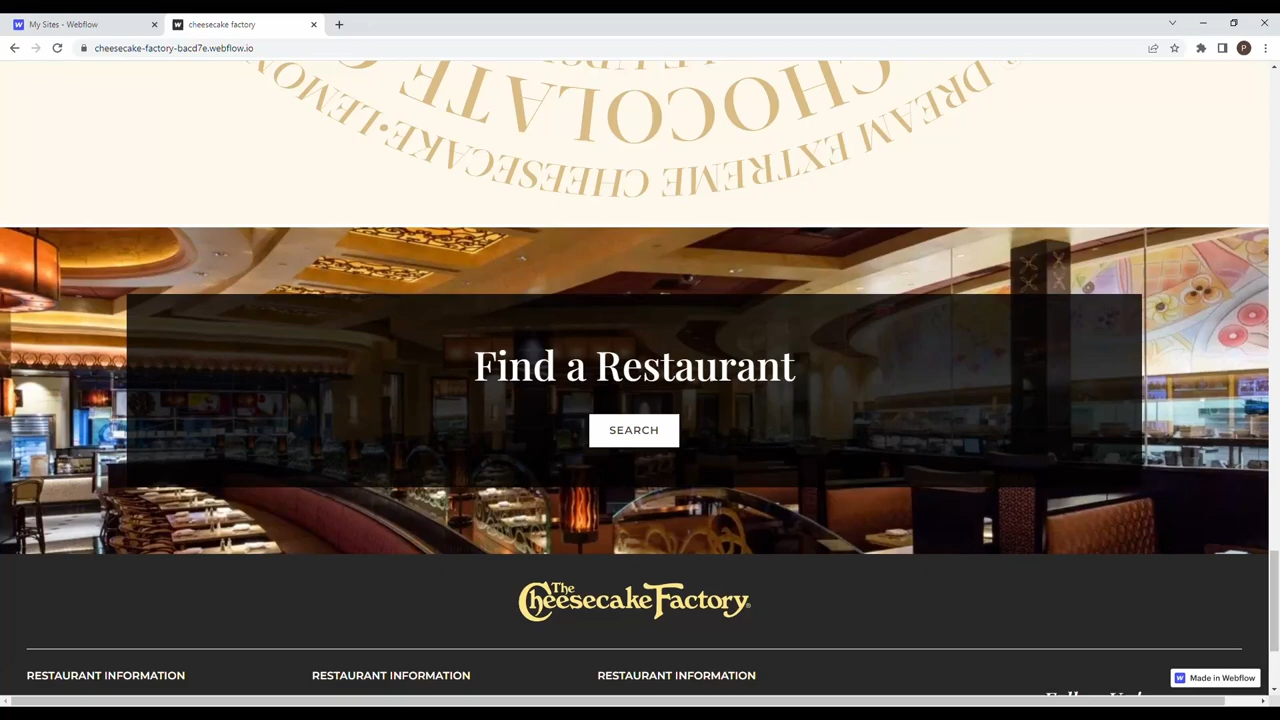 My Sites - Webflow
cheesecake factory
cheesecake-factory-bacd7e.webflow.io
P
CHOCOLATE
DREAM EXTREME CHEESECAKE•LEMON
Find a Restaurant
SEARCH
The Cheesecake Factory®
RESTAURANT INFORMATION RESTAURANT INFORMATION RESTAURANT INFORMATION
Made in Webflow